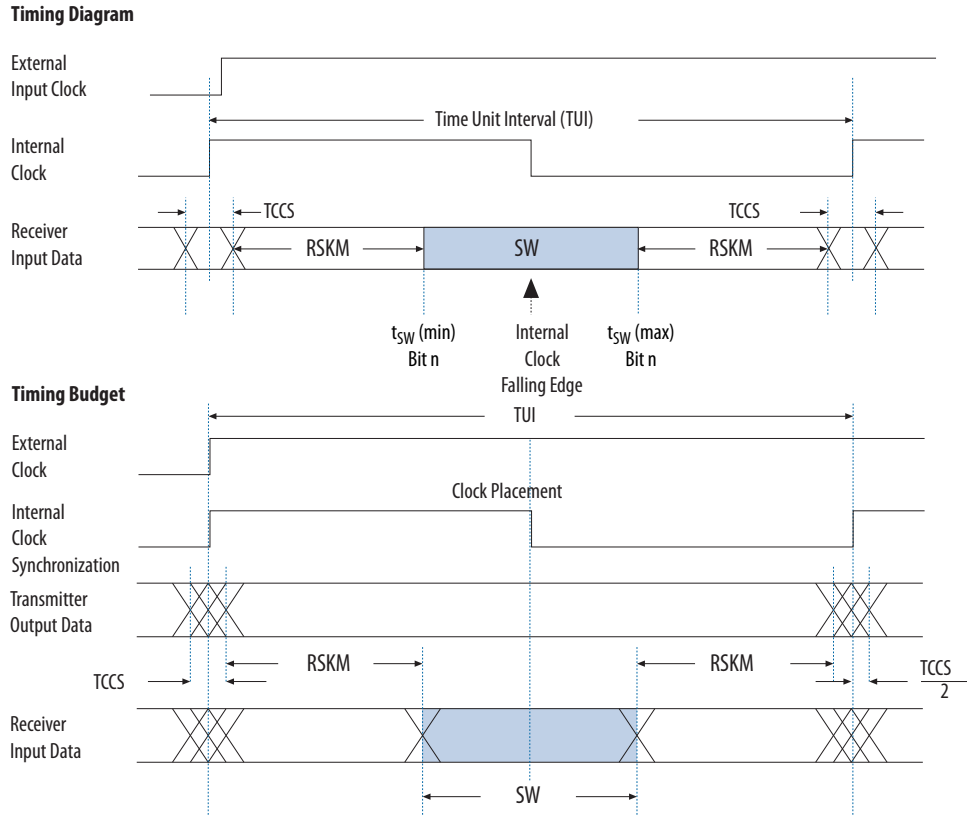 Timing Diagram
External
Input Clock
Time Unit Interval (TUI)
Internal
Clock
TCCS
TCCS
Receiver
Input Data
RSKM
SW
RSKM
tSW (min)
Bit n
Internal
Clock
Falling Edge
tSW (max)
Bit n
Timing Budget
TUI
External
Clock
Clock Placement
Internal
Clock
Synchronization
Transmitter
Output Data
RSKM
RSKM
TCCS
TCCS
2
Receiver
Input Data
SW